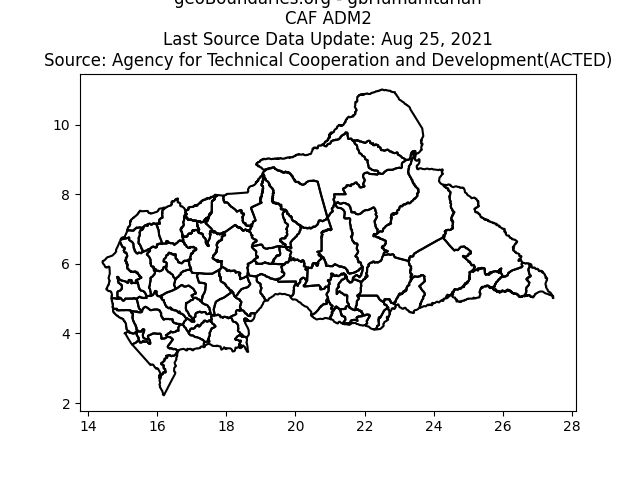 geoBoundaries.org - gbHumanitarian
CAF ADM2
Last Source Data Update: Aug 25, 2021
Source: Agency for Technical Cooperation and Development(ACTED)
10
8
6
4
2
14 16 18 20 22 24 26 28